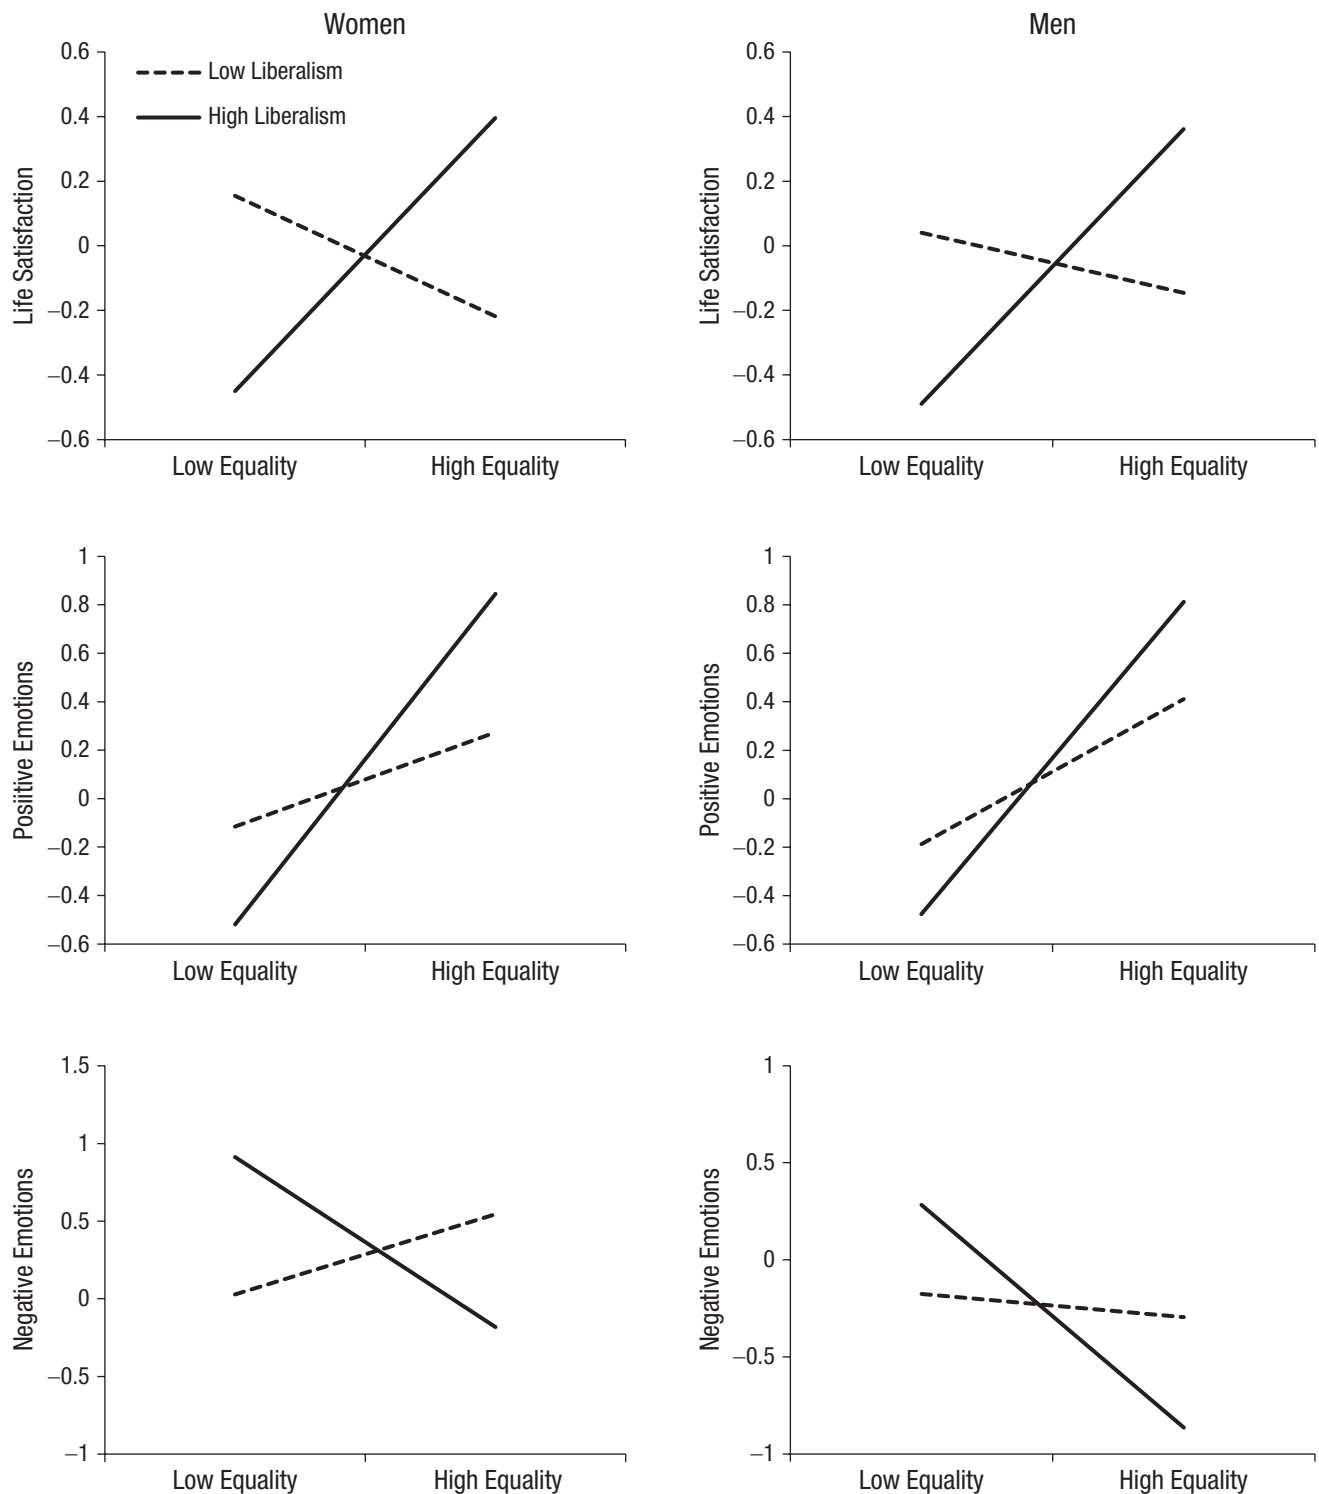 Women
Men
0.6
0.4
0.2
0
−0.2
−0.4
−0.6
Low Liberalism
High Liberalism
Life Satisfaction
Low Equality
High Equality
0.6
0.4
0.2
0
−0.2
−0.4
−0.6
Life Satisfaction
Low Equality
High Equality
1
0.8
0.6
0.4
0.2
0
−0.2
−0.4
−0.6
Posiitve Emotions
Low Equality
High Equality
1
0.8
0.6
0.4
0.2
0
−0.2
−0.4
−0.6
Positive Emotions
Low Equality
High Equality
1.5
1
0.5
0
−0.5
−1
Negative Emotions
Low Equality
High Equality
1
0.5
0
−0.5
−1
Negative Emotions
Low Equality
High Equality